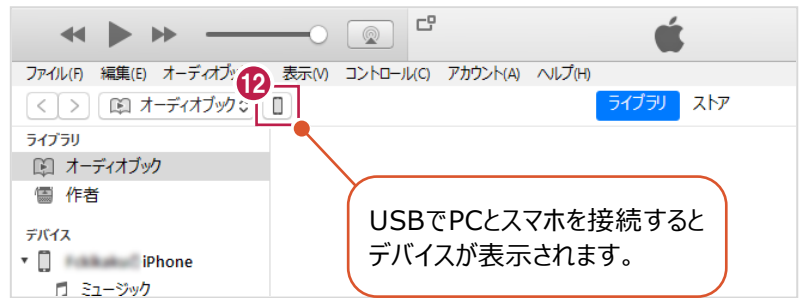 ファイル(F) 編集(E) オーディオブッ 表示(V) コントロール(C) アカウント(A) ヘルプ(H)
12
< > オーディオブック ライブラリ ストア
ライブラリ
オーディオブック
作者
デバイス
iPhone
ミュージック
USBでPCとスマホを接続すると
デバイスが表示されます。